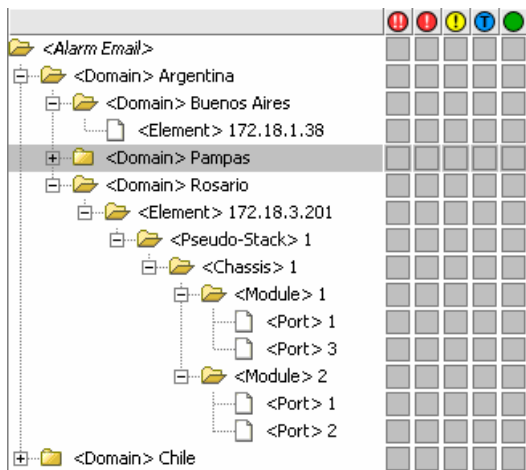 !! ! ! T
<Alarm Email>
<Domain> Argentina
<Domain> Buenos Aires
<Element> 172.18.1.38
<Domain> Pampas
<Domain> Rosario
<Element> 172.18.3.201
<Pseudo-Stack> 1
<Chassis> 1
<Module> 1
<Port> 1
<Port> 3
<Module> 2
<Port> 1
<Port> 2
<Domain> Chile